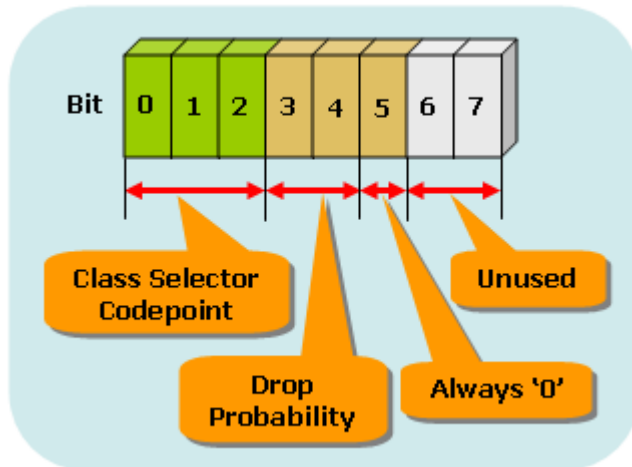 Bit 0 1 2 3 4 5 6 7
Class Selector
Codepoint
Unused
Drop
Probability
Always ‘0’